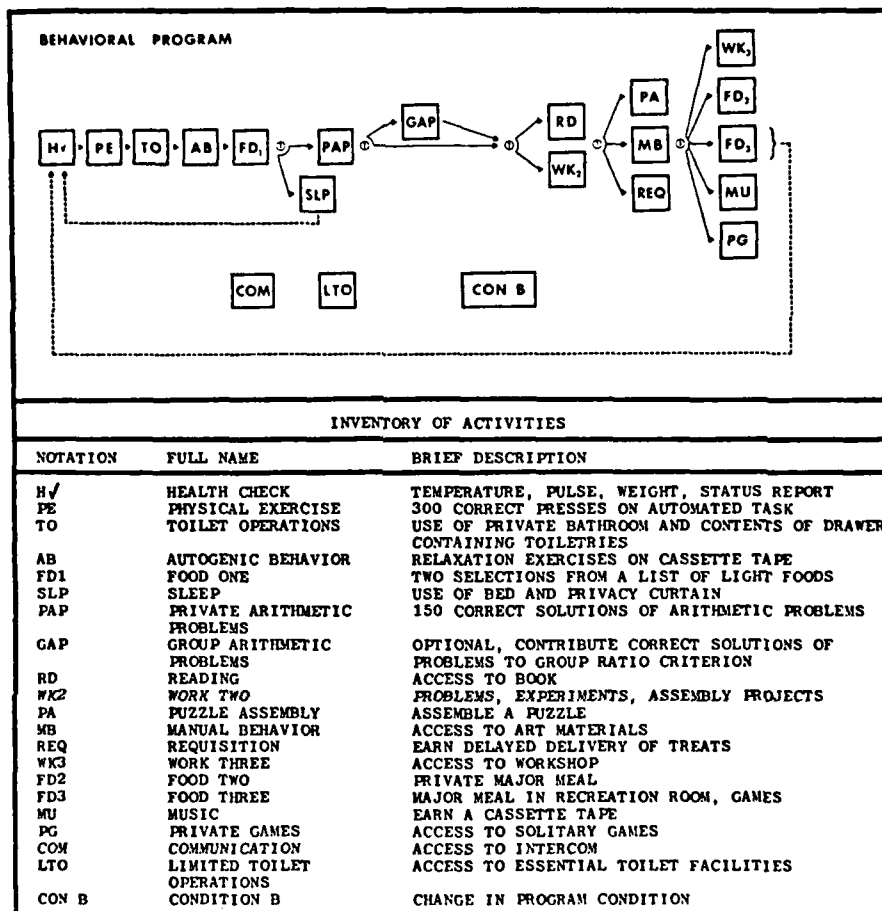 BEHAVIORAL PROGRAM
WK₃
PA
FD₂
GAP
RD
H✓ PE TO AB FD₁ PAP MB FD₃
WK₂
SLP
REQ
MU
PG
COM LTO CON B
INVENTORY OF ACTIVITIES
NOTATION FULL NAME BRIEF DESCRIPTION
H✓ HEALTH CHECK TEMPERATURE, PULSE, WEIGHT, STATUS REPORT
PE PHYSICAL EXERCISE 300 CORRECT PRESSES ON AUTOMATED TASK
TO TOILET OPERATIONS USE OF PRIVATE BATHROOM AND CONTENTS OF DRAWER
CONTAINING TOILETRIES
AB AUTOGENIC BEHAVIOR RELAXATION EXERCISES ON CASSETTE TAPE
FD1 FOOD ONE TWO SELECTIONS FROM A LIST OF LIGHT FOODS
SLP SLEEP USE OF BED AND PRIVACY CURTAIN
PAP PRIVATE ARITHMETIC 150 CORRECT SOLUTIONS OF ARITHMETIC PROBLEMS
PROBLEMS
GAP GROUP ARITHMETIC OPTIONAL, CONTRIBUTE CORRECT SOLUTIONS OF
PROBLEMS PROBLEMS TO GROUP RATIO CRITERION
RD READING ACCESS TO BOOK
WK2 WORK TWO PROBLEMS, EXPERIMENTS, ASSEMBLY PROJECTS
PA PUZZLE ASSEMBLY ASSEMBLE A PUZZLE
MB MANUAL BEHAVIOR ACCESS TO ART MATERIALS
REQ REQUISITION EARN DELAYED DELIVERY OF TREATS
WK3 WORK THREE ACCESS TO WORKSHOP
FD2 FOOD TWO PRIVATE MAJOR MEAL
FD3 FOOD THREE MAJOR MEAL IN RECREATION ROOM, GAMES
MU MUSIC EARN A CASSETTE TAPE
PG PRIVATE GAMES ACCESS TO SOLITARY GAMES
COM COMMUNICATION ACCESS TO INTERCOM
LTO LIMITED TOILET ACCESS TO ESSENTIAL TOILET FACILITIES
OPERATIONS
CON B CONDITION B CHANGE IN PROGRAM CONDITION